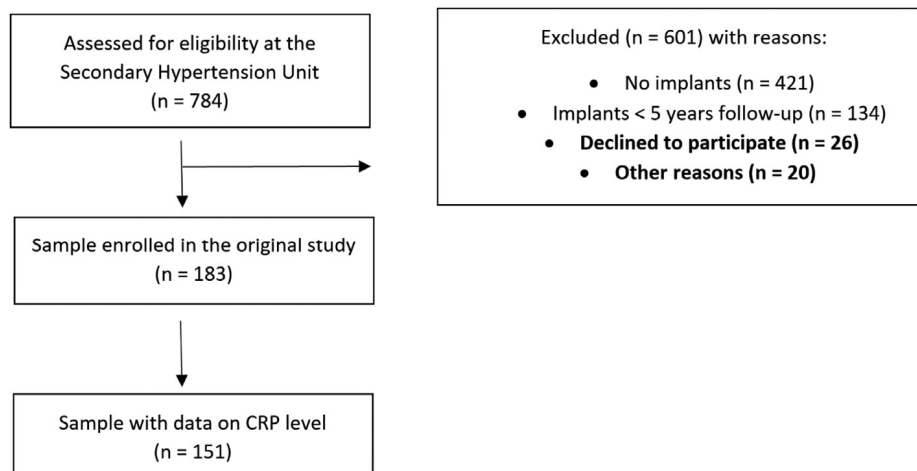 Assessed for eligibility at the
Secondary Hypertension Unit
(n = 784)
Excluded (n = 601) with reasons:
• No implants (n = 421)
• Implants < 5 years follow-up (n = 134)
• Declined to participate (n = 26)
• Other reasons (n = 20)
Sample enrolled in the original study
(n = 183)
Sample with data on CRP level
(n = 151)